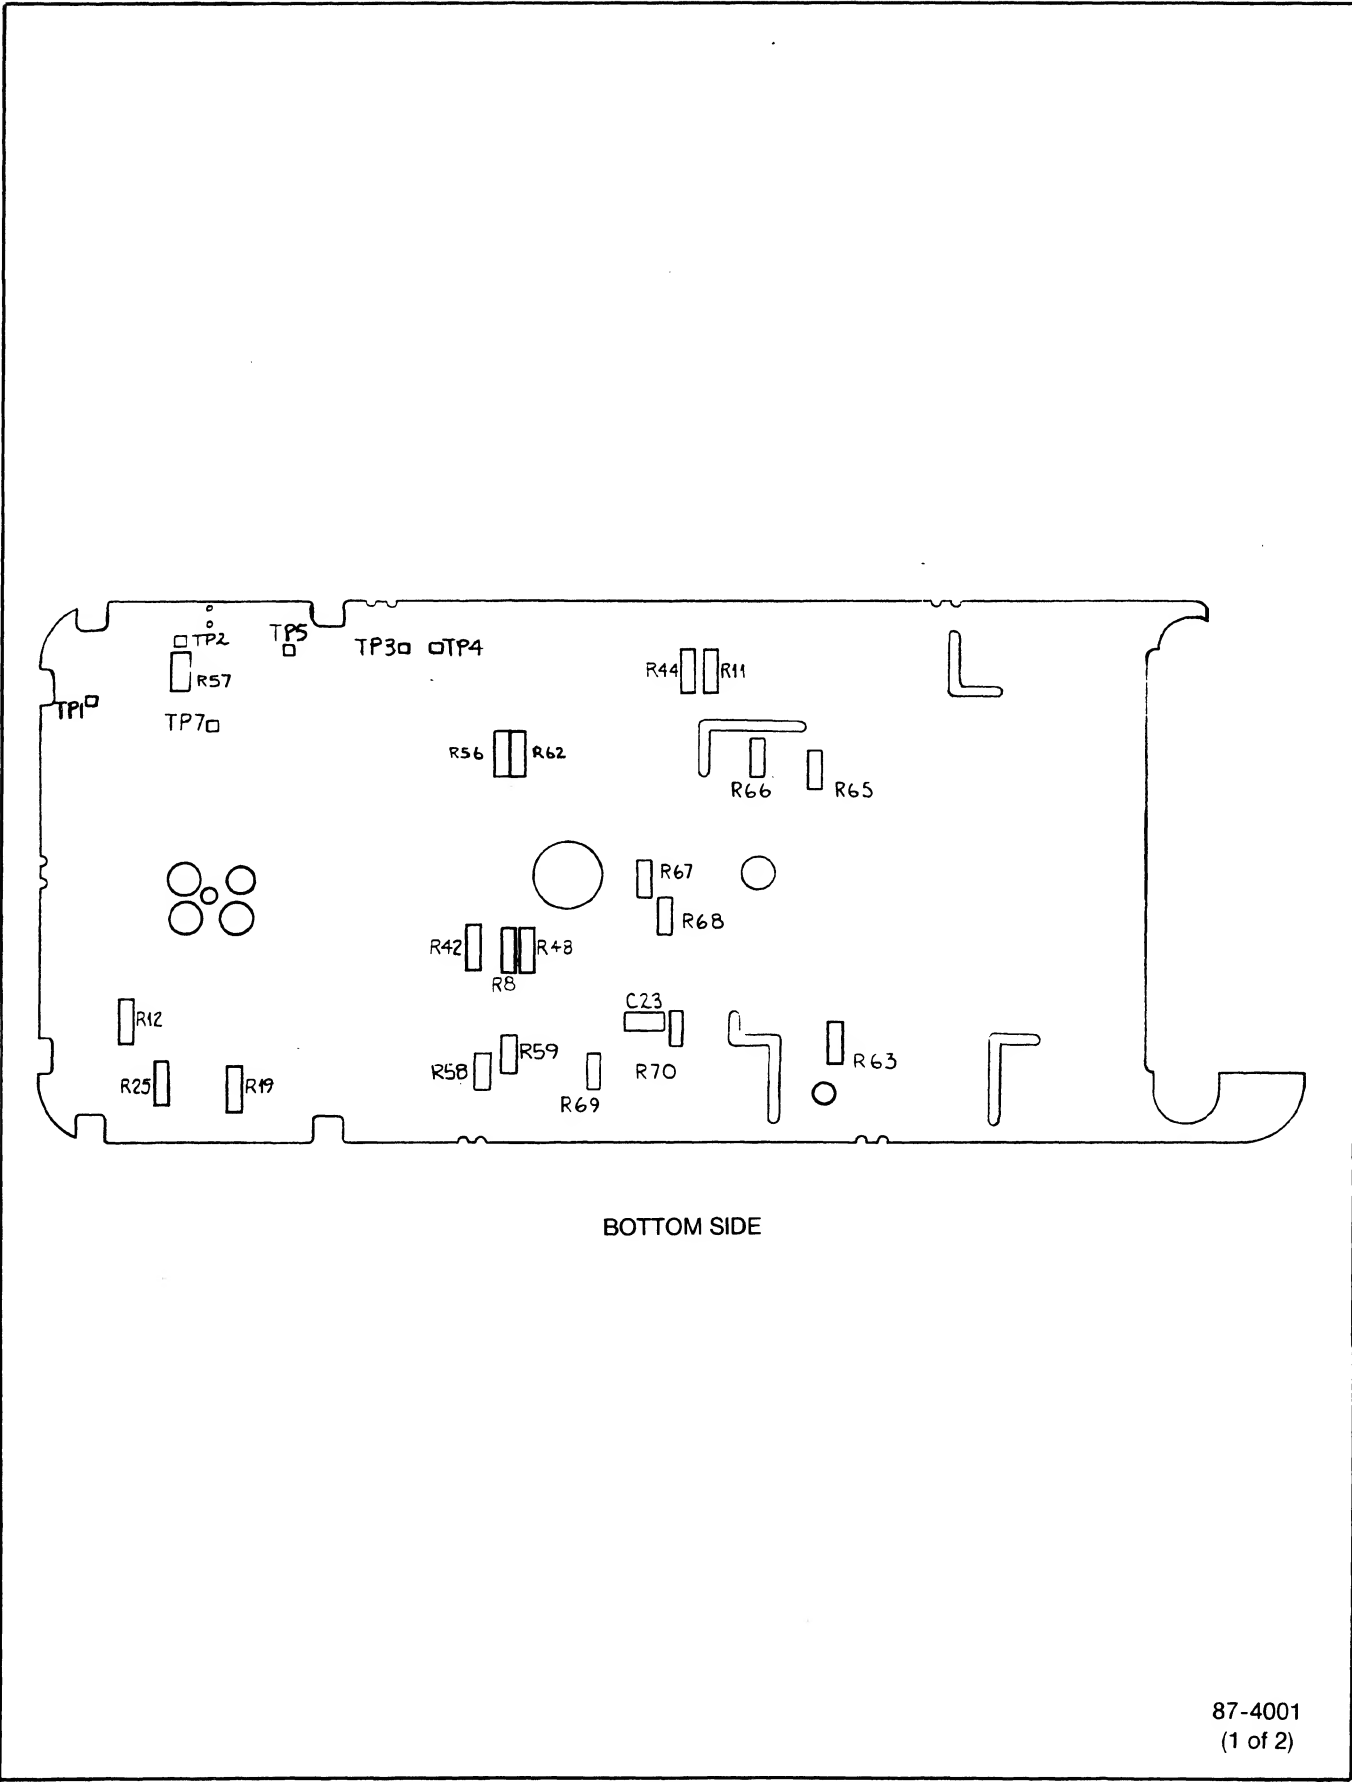 TP2
TP5
TP3
TP4
R57
TP1
TP7
R44
R11
R56
R62
R66
R65
R67
R68
R42
R48
R8
C23
R12
R59
R58
R70
R63
R25
R19
R69
BOTTOM SIDE
87-4001
(1 of 2)